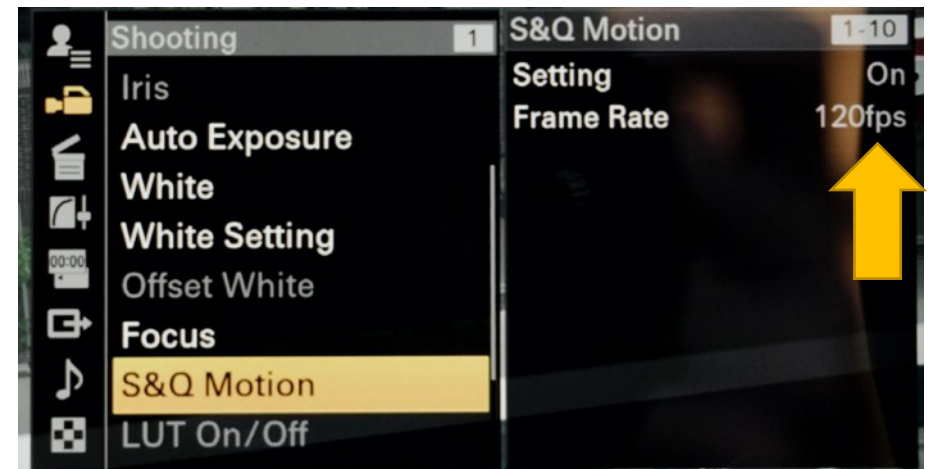 Shooting 1
Iris
Auto Exposure
White
White Setting
Offset White
Focus
S&Q Motion
LUT On/Off
00:00
S&Q Motion 1-10
Setting On
Frame Rate 120fps